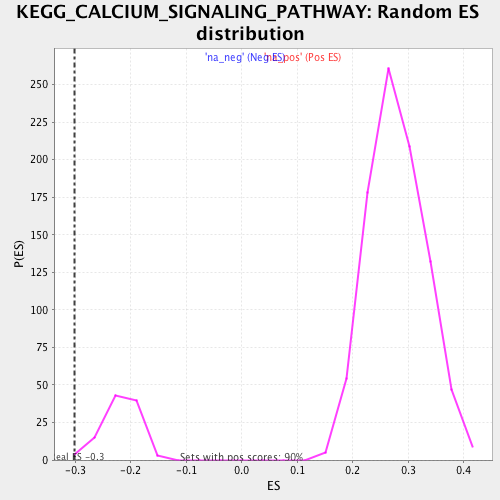 KEGG_CALCIUM_SIGNALING_PATHWAY: Random ES
distribution
'na_neg' (Neg ES)
'na_pos' (Pos ES)
250
225
200
175
150
125
100
75
50
25
0
P(ES)
eal ES -0.3
Sets with pos scores: 90%
-0.3 -0.2 -0.1 0.0 0.1 0.2 0.3 0.4
ES